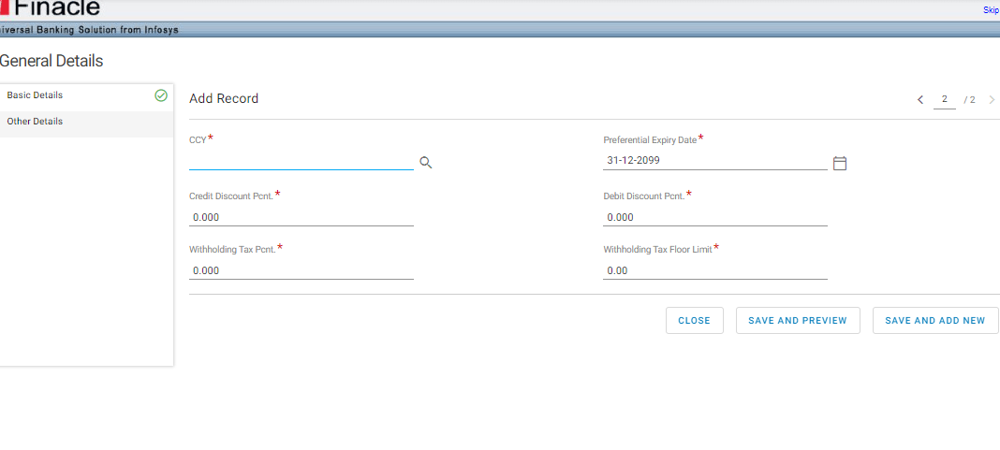 Finacle
Skip
iversal Banking Solution from Infosys
General Details
Basic Details
Other Details
Add Record
2 / 2
CCY*
Preferential Expiry Date*
31-12-2099
Credit Discount Pcnt. *
Debit Discount Pcnt. *
0.000
0.000
Withholding Tax Pcnt. *
Withholding Tax Floor Limit*
0.000
0.00
CLOSE
SAVE AND PREVIEW
SAVE AND ADD NEW